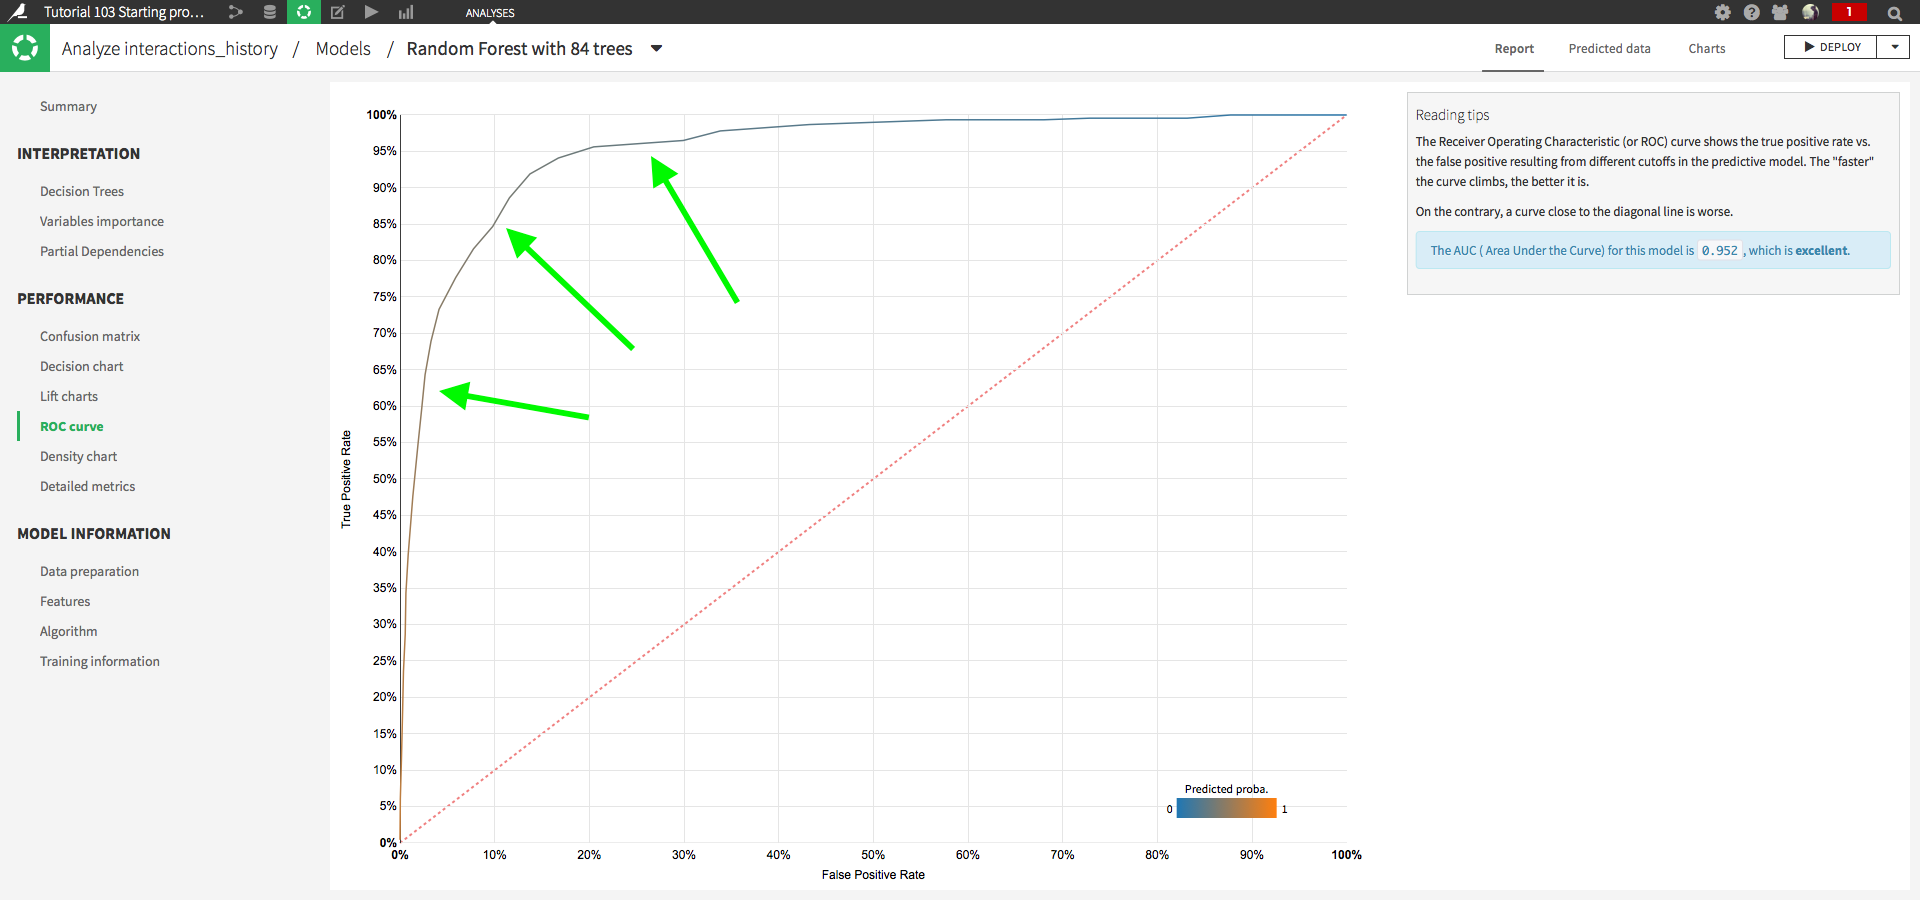 Tutorial 103 Starting pro...
ANALYSES
1
Analyze interactions_history / Models / Random Forest with 84 trees
Report
Predicted data
Charts
DEPLOY
Summary
INTERPRETATION
Decision Trees
Variables importance
Partial Dependencies
PERFORMANCE
Confusion matrix
Decision chart
Lift charts
ROC curve
Density chart
Detailed metrics
MODEL INFORMATION
Data preparation
Features
Algorithm
Training information
100%
95%
90%
85%
80%
75%
70%
65%
60%
55%
50%
45%
40%
35%
30%
25%
20%
15%
10%
5%
0%
True Positive Rate
0%
10%
20%
30%
40%
50%
60%
70%
80%
90%
100%
False Positive Rate
Predicted proba.
0
1
Reading tips
The Receiver Operating Characteristic (or ROC) curve shows the true positive rate vs.
the false positive resulting from different cutoffs in the predictive model. The "faster"
the curve climbs, the better it is.
On the contrary, a curve close to the diagonal line is worse.
The AUC ( Area Under the Curve) for this model is 0.952 , which is excellent.